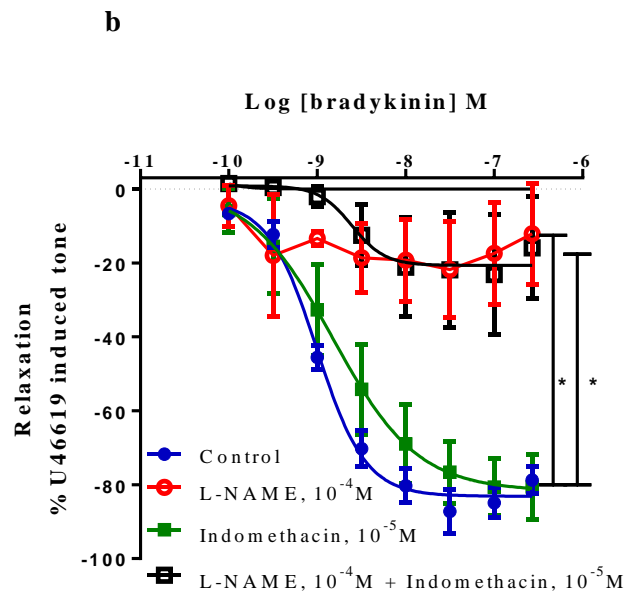 b
Log [bradykinin] M
-11 -10 -9 -8 -7 -6
0
-20
-40
-60
-80
-100
Relaxation
% U46619 induced tone
* *
Control
L-NAME, 10⁻⁴M
Indomethacin, 10⁻⁵M
L-NAME, 10⁻⁴M + Indomethacin, 10⁻⁵M